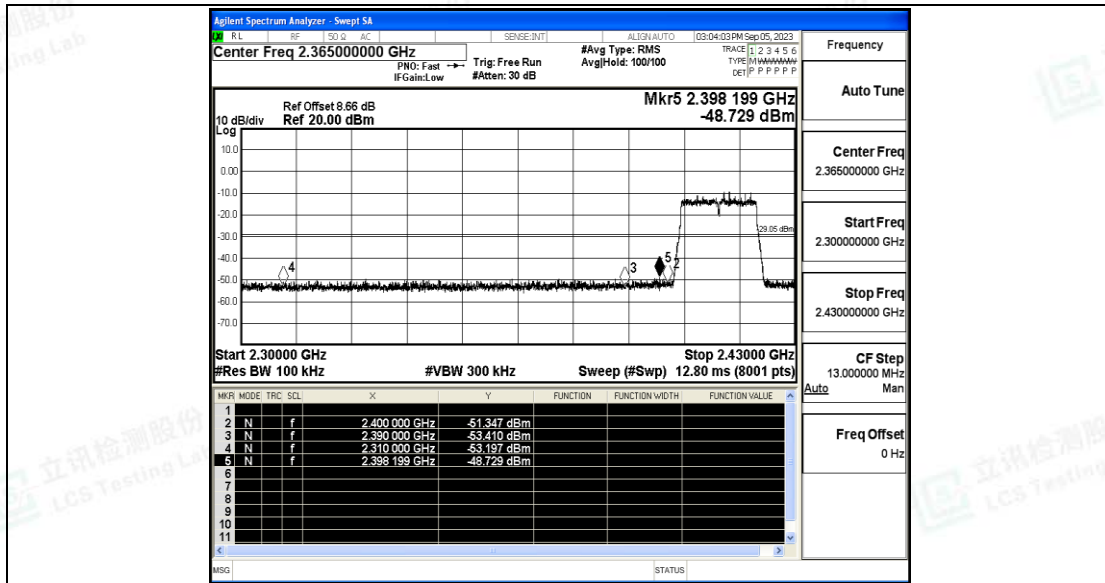 Agilent Spectrum Analyzer - Swept SA
RL RF 50 Ω AC SENSE:INT ALIGNAUTO 03:04:03 PM Sep 05, 2023
Center Freq 2.365000000 GHz
PNO: Fast
IFGain:Low
Trig: Free Run
#Atten: 30 dB
#Avg Type: RMS
Avg|Hold: 100/100
TRACE 1 2 3 4 5 6
TYPE M
DET P P P P P P
Ref Offset 8.66 dB
10 dB/div Ref 20.00 dBm
Log
Mkr5 2.398 199 GHz
-48.729 dBm
10.0
0.00
-10.0
-20.0
-30.0
-40.0
-50.0
-60.0
-70.0
29.05 dBm
4
3
5
2
Start 2.30000 GHz Stop 2.43000 GHz
#Res BW 100 kHz #VBW 300 kHz Sweep (#Swp) 12.80 ms (8001 pts)
MKR MODE TRC SCL X Y FUNCTION FUNCTION WIDTH FUNCTION VALUE
1
2 N f 2.400 000 GHz -51.347 dBm
3 N f 2.390 000 GHz -53.410 dBm
4 N f 2.310 000 GHz -53.197 dBm
5 N f 2.398 199 GHz -48.729 dBm
6
7
8
9
10
11
MSG STATUS
Frequency
Auto Tune
Center Freq
2.365000000 GHz
Start Freq
2.300000000 GHz
Stop Freq
2.430000000 GHz
CF Step
13.000000 MHz
Auto Man
Freq Offset
0 Hz
立讯检测股份
LCS Testing Lab
立讯检测股
LCS Testing
ing Lab